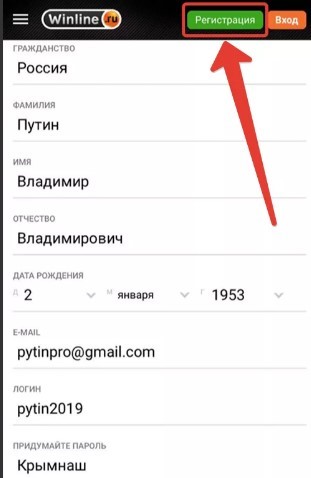 Winline.ru Регистрация Вход
ГРАЖДАНСТВО
Россия
ФАМИЛИЯ
Путин
ИМЯ
Владимир
ОТЧЕСТВО
Владимирович
ДАТА РОЖДЕНИЯ
Д 2 М января Г 1953
E-MAIL
pytinpro@gmail.com
ЛОГИН
pytin2019
ПРИДУМАЙТЕ ПАРОЛЬ
Крымнаш